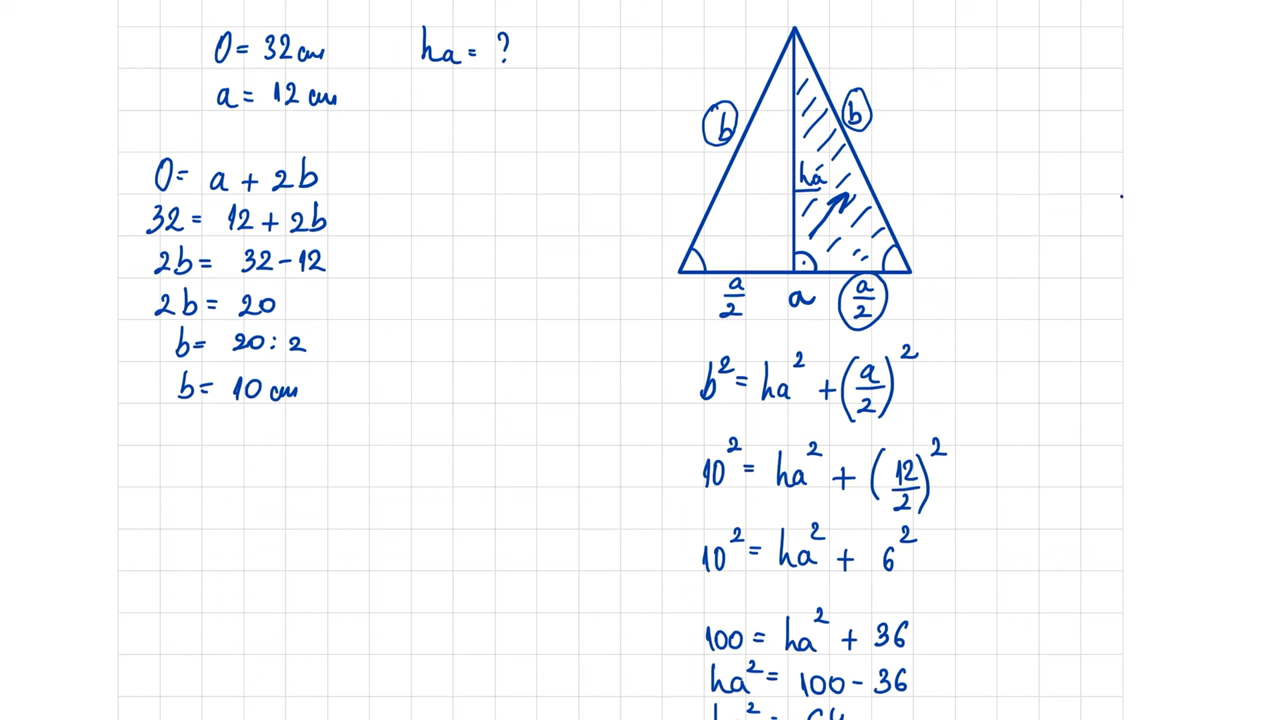 O = 32 cm
ha = ?
a = 12 cm
O = a + 2b
32 = 12 + 2b
2b = 32 - 12
2b = 20
b = 20 : 2
b = 10 cm
b
b
há
a/2
a
a/2
b² = ha² + (a/2)²
10² = ha² + (12/2)²
10² = ha² + 6²
100 = ha² + 36
ha² = 100 - 36